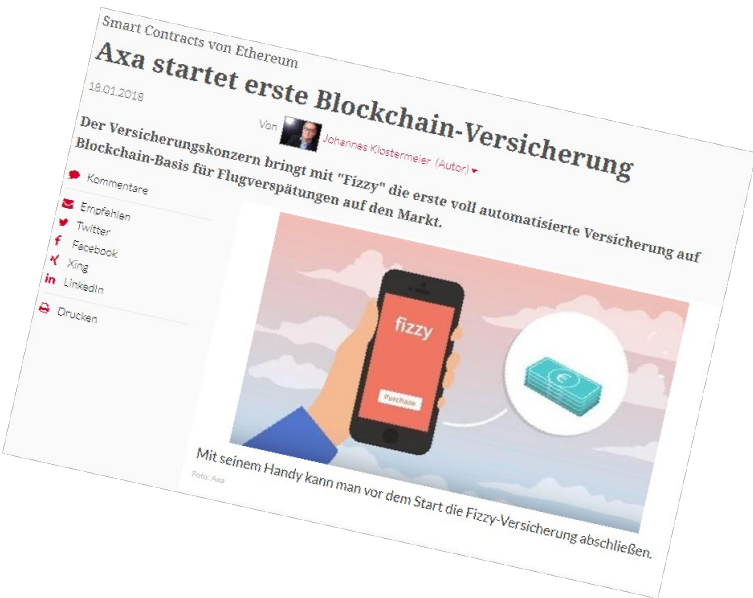 Smart Contracts von Ethereum
Axa startet erste Blockchain-Versicherung
18.01.2018
Von Johannes Klostermeier (Autor)
Der Versicherungskonzern bringt mit "Fizzy" die erste voll automatisierte Versicherung auf
Blockchain-Basis für Flugverspätungen auf den Markt.
Kommentare
Empfehlen
Twitter
Facebook
Xing
LinkedIn
Drucken
fizzy
Purchase
€
Mit seinem Handy kann man vor dem Start die Fizzy-Versicherung abschließen.
Foto: Axa